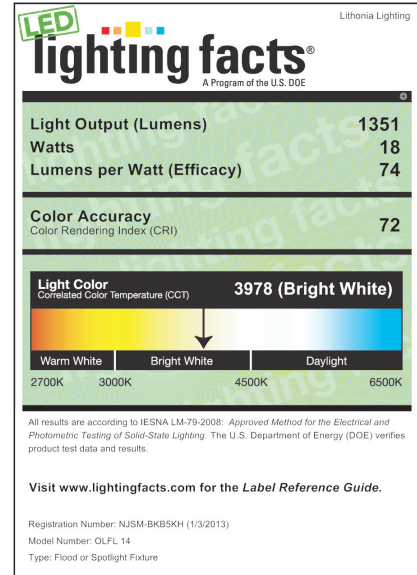 Lithonia Lighting
LED
lighting facts®
A Program of the U.S. DOE
Light Output (Lumens) 1351
Watts 18
Lumens per Watt (Efficacy) 74
Color Accuracy
Color Rendering Index (CRI) 72
Light Color
Correlated Color Temperature (CCT) 3978 (Bright White)
Warm White Bright White Daylight
2700K 3000K 4500K 6500K
All results are according to IESNA LM-79-2008: Approved Method for the Electrical and
Photometric Testing of Solid-State Lighting. The U.S. Department of Energy (DOE) verifies
product test data and results.
Visit www.lightingfacts.com for the Label Reference Guide.
Registration Number: NJSM-BKB5KH (1/3/2013)
Model Number: OLFL 14
Type: Flood or Spotlight Fixture